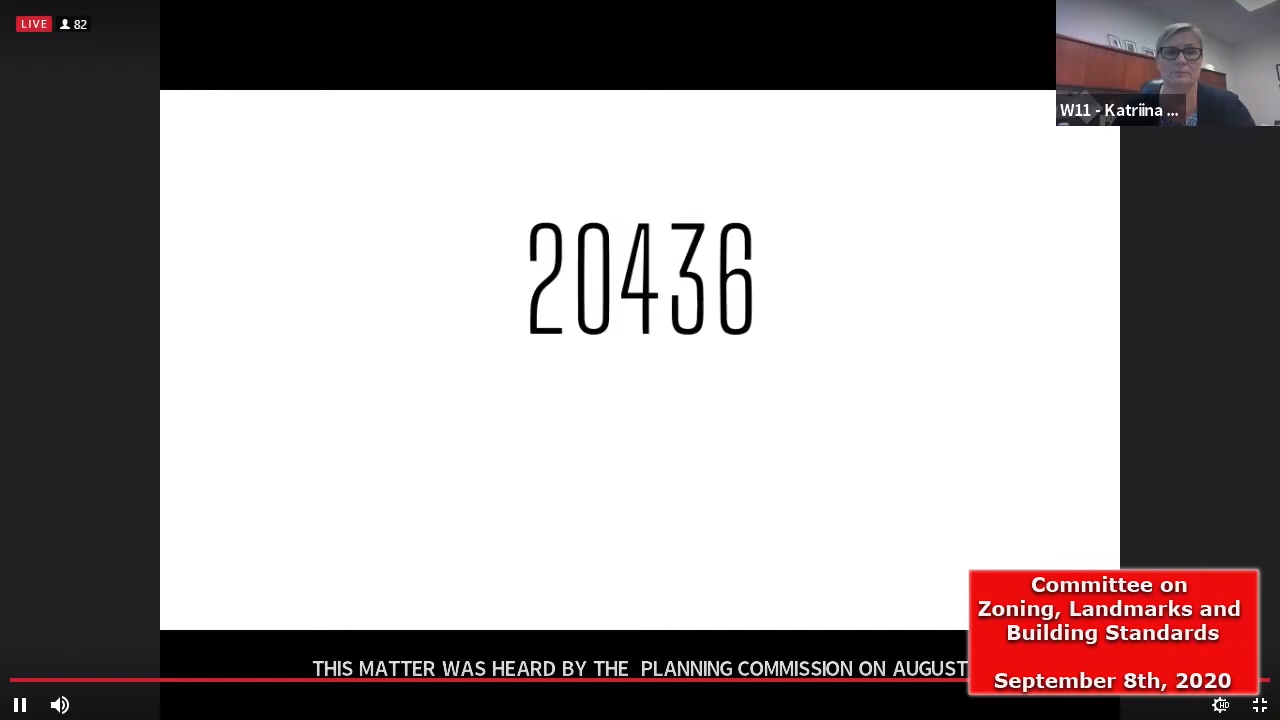 LIVE 82
W11 - Katriina ...
20436
Committee on
Zoning, Landmarks and
Building Standards
September 8th, 2020
THIS MATTER WAS HEARD BY THE PLANNING COMMISSION ON AUGUST
HD